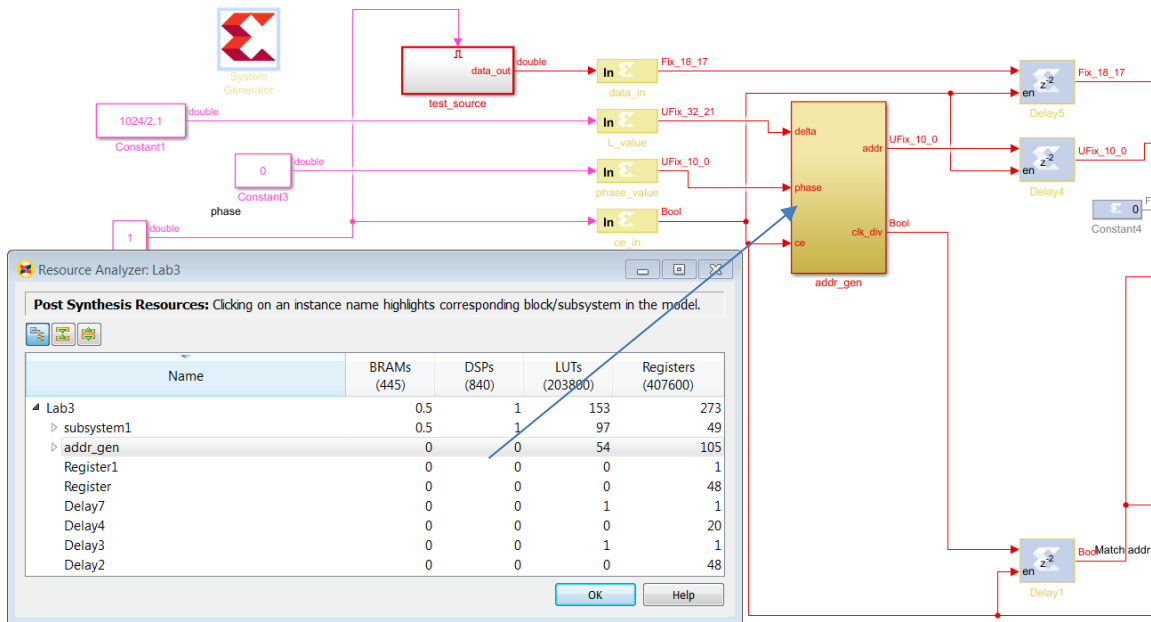 System
Generator
1024/2.1
double
Constant1
0
double
Constant3
phase
1
double
data_out
double
test_source
In
Fix_18_17
data_in
In
UFix_32_21
L_value
In
UFix_10_0
phase_value
In
Bool
ce_in
delta
phase
ce
addr
UFix_10_0
clk_div
Bool
addr_gen
z-2
en
Fix_18_17
Delay5
z-2
en
UFix_10_0
Delay4
0
F
Constant4
z-2
en
Bool
Match addr
Delay1
Resource Analyzer: Lab3
Post Synthesis Resources: Clicking on an instance name highlights corresponding block/subsystem in the model.
Name BRAMs (445) DSPs (840) LUTs (203800) Registers (407600)
Lab3 0.5 1 153 273
subsystem1 0.5 1 97 49
addr_gen 0 0 54 105
Register1 0 0 0 1
Register 0 0 0 48
Delay7 0 0 1 1
Delay4 0 0 0 20
Delay3 0 0 1 1
Delay2 0 0 0 48
OK Help